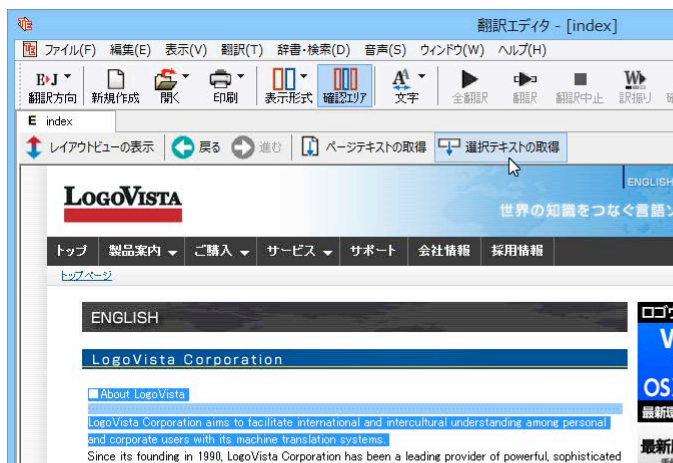 翻訳エディタ - [index]
ファイル(F) 編集(E) 表示(V) 翻訳(T) 辞書・検索(D) 音声(S) ウィンドウ(W) ヘルプ(H)
E›J
翻訳方向 新規作成 開く 印刷 表示形式 確認エリア 文字 全翻訳 翻訳 翻訳中止 訳振り
E index
レイアウトビューの表示 戻る 進む ページテキストの取得 選択テキストの取得
LOGOVISTA
ENGLISH
世界の知識をつなぐ言語
トップ 製品案内 ご購入 サービス サポート 会社情報 採用情報
トップページ
ENGLISH
LogoVista Corporation
■About LogoVista
LogoVista Corporation aims to facilitate international and intercultural understanding among personal
and corporate users with its machine translation systems.
Since its founding in 1990, LogoVista Corporation has been a leading provider of powerful, sophisticated
OS